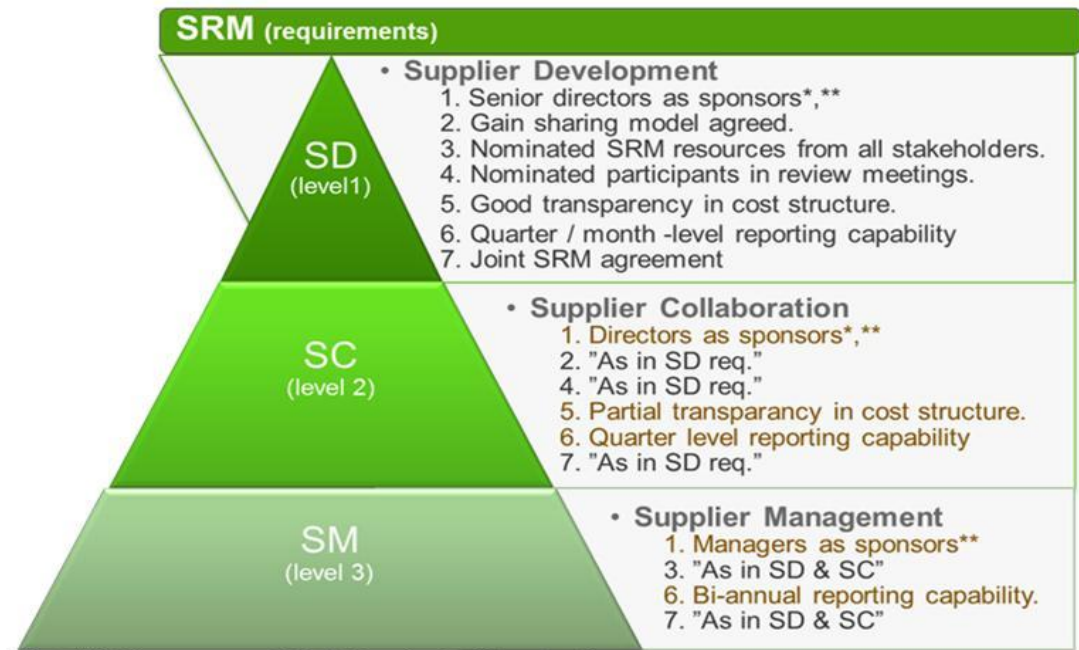 SRM (requirements)
SD
(level1)
• Supplier Development
1. Senior directors as sponsors*,**
2. Gain sharing model agreed.
3. Nominated SRM resources from all stakeholders.
4. Nominated participants in review meetings.
5. Good transparency in cost structure.
6. Quarter / month -level reporting capability
7. Joint SRM agreement
SC
(level 2)
• Supplier Collaboration
1. Directors as sponsors*,**
2. ”As in SD req.”
4. ”As in SD req.”
5. Partial transparancy in cost structure.
6. Quarter level reporting capability
7. ”As in SD req.”
SM
(level 3)
• Supplier Management
1. Managers as sponsors**
3. ”As in SD & SC”
6. Bi-annual reporting capability.
7. ”As in SD & SC”